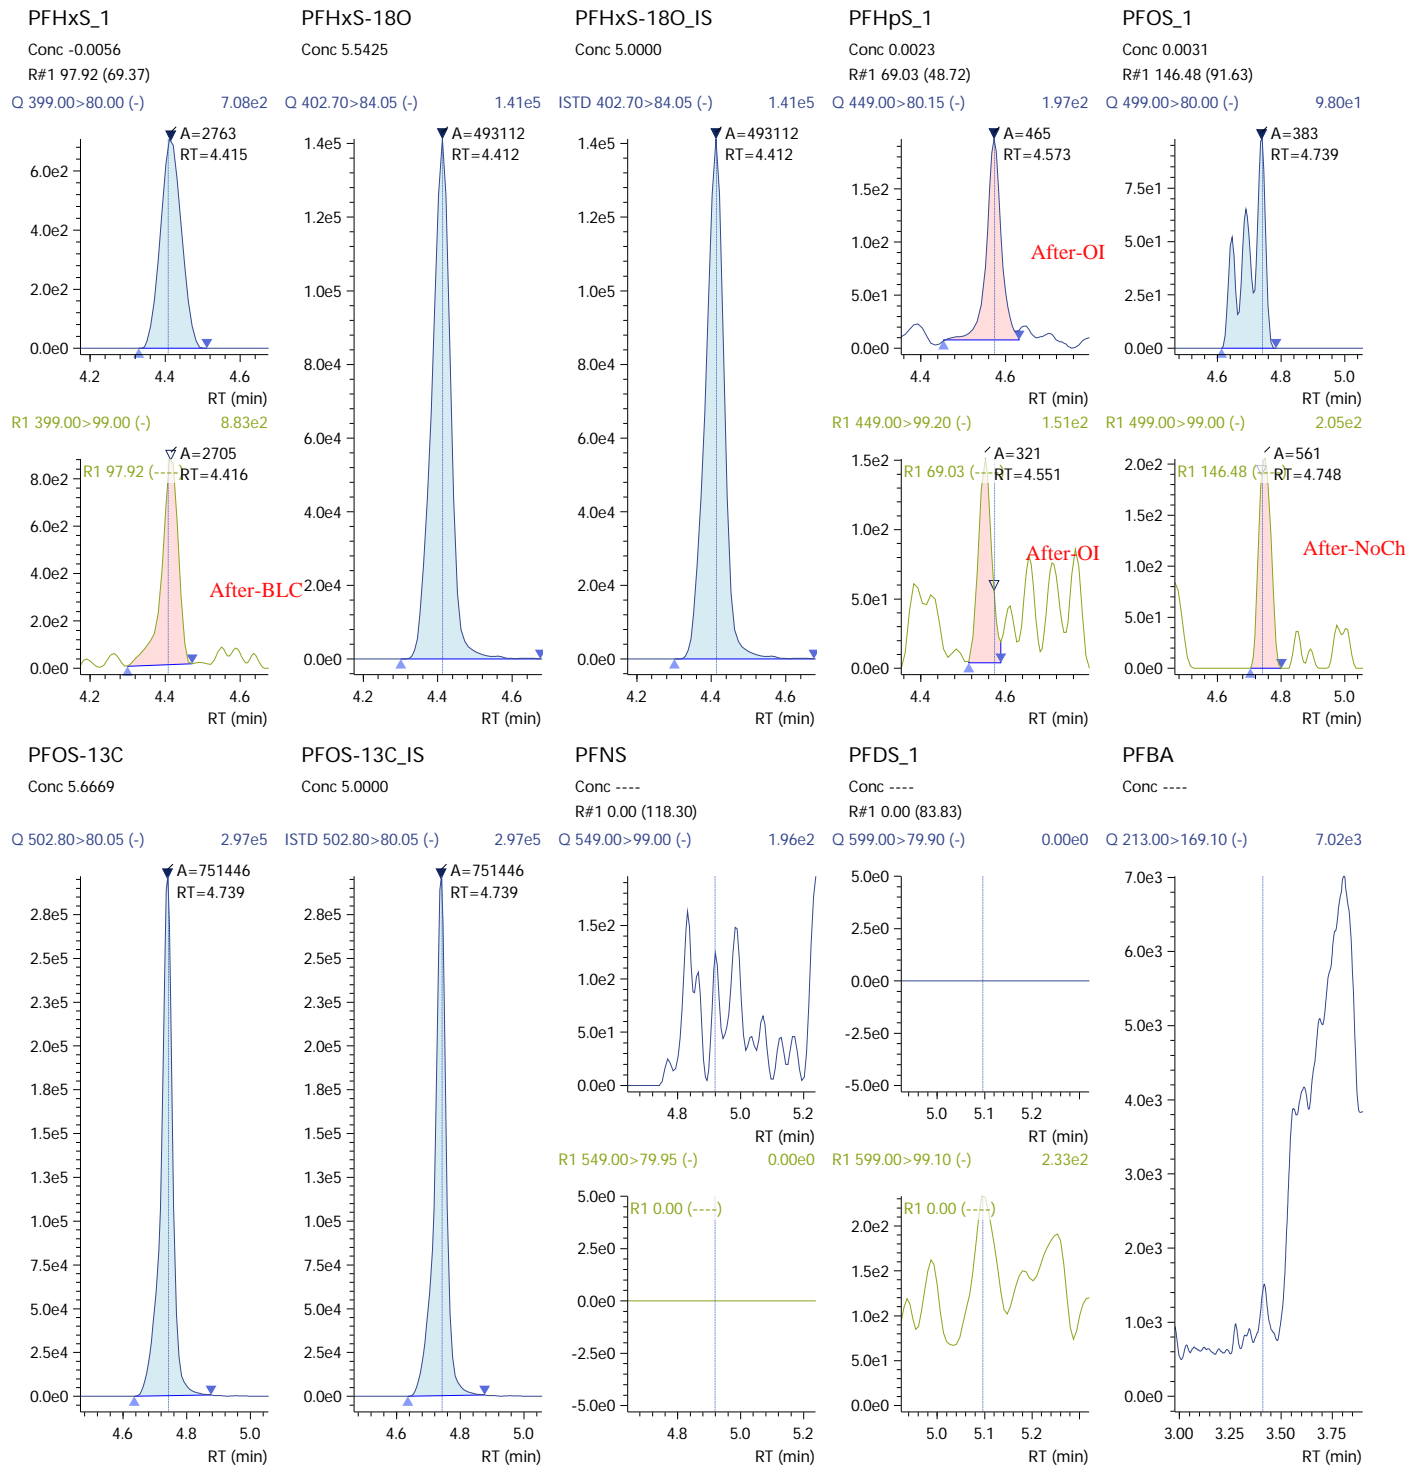 PFHxS_1
Conc -0.0056
R#1 97.92 (69.37)
Q 399.00>80.00 (-) 7.08e2
A=2763
RT=4.415
6.0e2
4.0e2
2.0e2
0.0e0
4.2 4.4 4.6
RT (min)
R1 399.00>99.00 (-) 8.83e2
A=2705
R1 97.92 (----)
RT=4.416
8.0e2
6.0e2
4.0e2
After-BLC
2.0e2
0.0e0
4.2 4.4 4.6
RT (min)
PFHxS-18O
Conc 5.5425
Q 402.70>84.05 (-) 1.41e5
A=493112
RT=4.412
1.4e5
1.2e5
1.0e5
8.0e4
6.0e4
4.0e4
2.0e4
0.0e0
4.2 4.4 4.6
RT (min)
PFHxS-18O_IS
Conc 5.0000
ISTD 402.70>84.05 (-) 1.41e5
A=493112
RT=4.412
1.4e5
1.2e5
1.0e5
8.0e4
6.0e4
4.0e4
2.0e4
0.0e0
4.2 4.4 4.6
RT (min)
PFHpS_1
Conc 0.0023
R#1 69.03 (48.72)
Q 449.00>80.15 (-) 1.97e2
A=465
RT=4.573
1.5e2
1.0e2
After-OI
5.0e1
0.0e0
4.4 4.6
RT (min)
R1 449.00>99.20 (-) 1.51e2
A=321
R1 69.03 (----)
RT=4.551
1.5e2
1.0e2
After-OI
5.0e1
0.0e0
4.4 4.6
RT (min)
PFOS_1
Conc 0.0031
R#1 146.48 (91.63)
Q 499.00>80.00 (-) 9.80e1
A=383
RT=4.739
7.5e1
5.0e1
2.5e1
0.0e0
4.6 4.8 5.0
RT (min)
R1 499.00>99.00 (-) 2.05e2
A=561
R1 146.48 (----)
RT=4.748
2.0e2
1.5e2
After-NoCh
1.0e2
5.0e1
0.0e0
4.6 4.8 5.0
RT (min)
PFOS-13C
Conc 5.6669
Q 502.80>80.05 (-) 2.97e5
A=751446
RT=4.739
2.8e5
2.5e5
2.3e5
2.0e5
1.8e5
1.5e5
1.3e5
1.0e5
7.5e4
5.0e4
2.5e4
0.0e0
4.6 4.8 5.0
RT (min)
PFOS-13C_IS
Conc 5.0000
ISTD 502.80>80.05 (-) 2.97e5
A=751446
RT=4.739
2.8e5
2.5e5
2.3e5
2.0e5
1.8e5
1.5e5
1.3e5
1.0e5
7.5e4
5.0e4
2.5e4
0.0e0
4.6 4.8 5.0
RT (min)
PFNS
Conc ----
R#1 0.00 (118.30)
Q 549.00>99.00 (-) 1.96e2
1.5e2
1.0e2
5.0e1
0.0e0
4.8 5.0 5.2
RT (min)
R1 549.00>79.95 (-) 0.00e0
5.0e0
R1 0.00 (----)
2.5e0
0.0e0
-2.5e0
-5.0e0
4.8 5.0 5.2
RT (min)
PFDS_1
Conc ----
R#1 0.00 (83.83)
Q 599.00>79.90 (-) 0.00e0
5.0e0
2.5e0
0.0e0
-2.5e0
-5.0e0
5.0 5.1 5.2
RT (min)
R1 599.00>99.10 (-) 2.33e2
R1 0.00 (----)
2.0e2
1.5e2
1.0e2
5.0e1
0.0e0
5.0 5.1 5.2
RT (min)
PFBA
Conc ----
Q 213.00>169.10 (-) 7.02e3
7.0e3
6.0e3
5.0e3
4.0e3
3.0e3
2.0e3
1.0e3
0.0e0
3.00 3.25 3.50 3.75
RT (min)